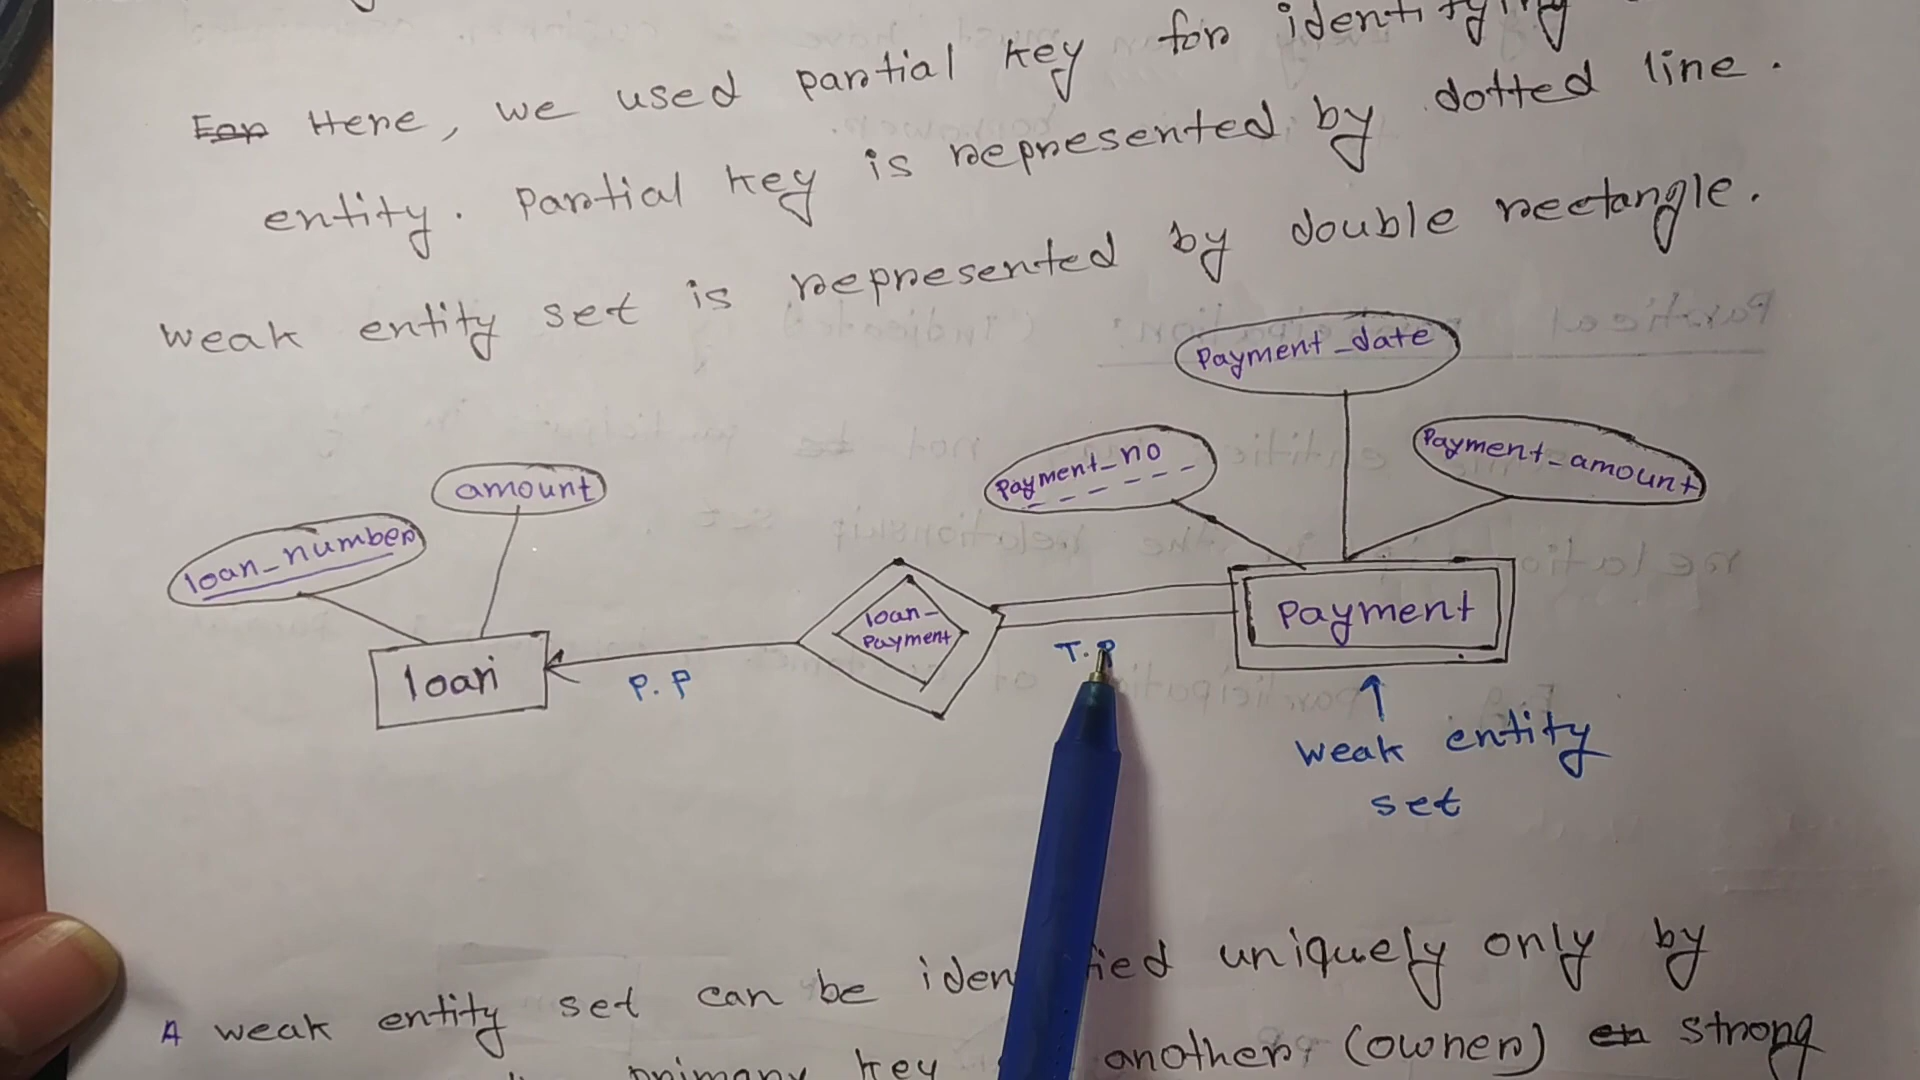 Here, we used partial key for identifying
entity. Partial key is represented by dotted line.
weak entity set is represented by double rectangle.
Payment_date
Payment_no
Payment_amount
amount
loan_number
loan-
Payment
Payment
loan
T.P
P.P
weak entity
set
A weak entity set can be uniquely only by
primary key another (owner) strong